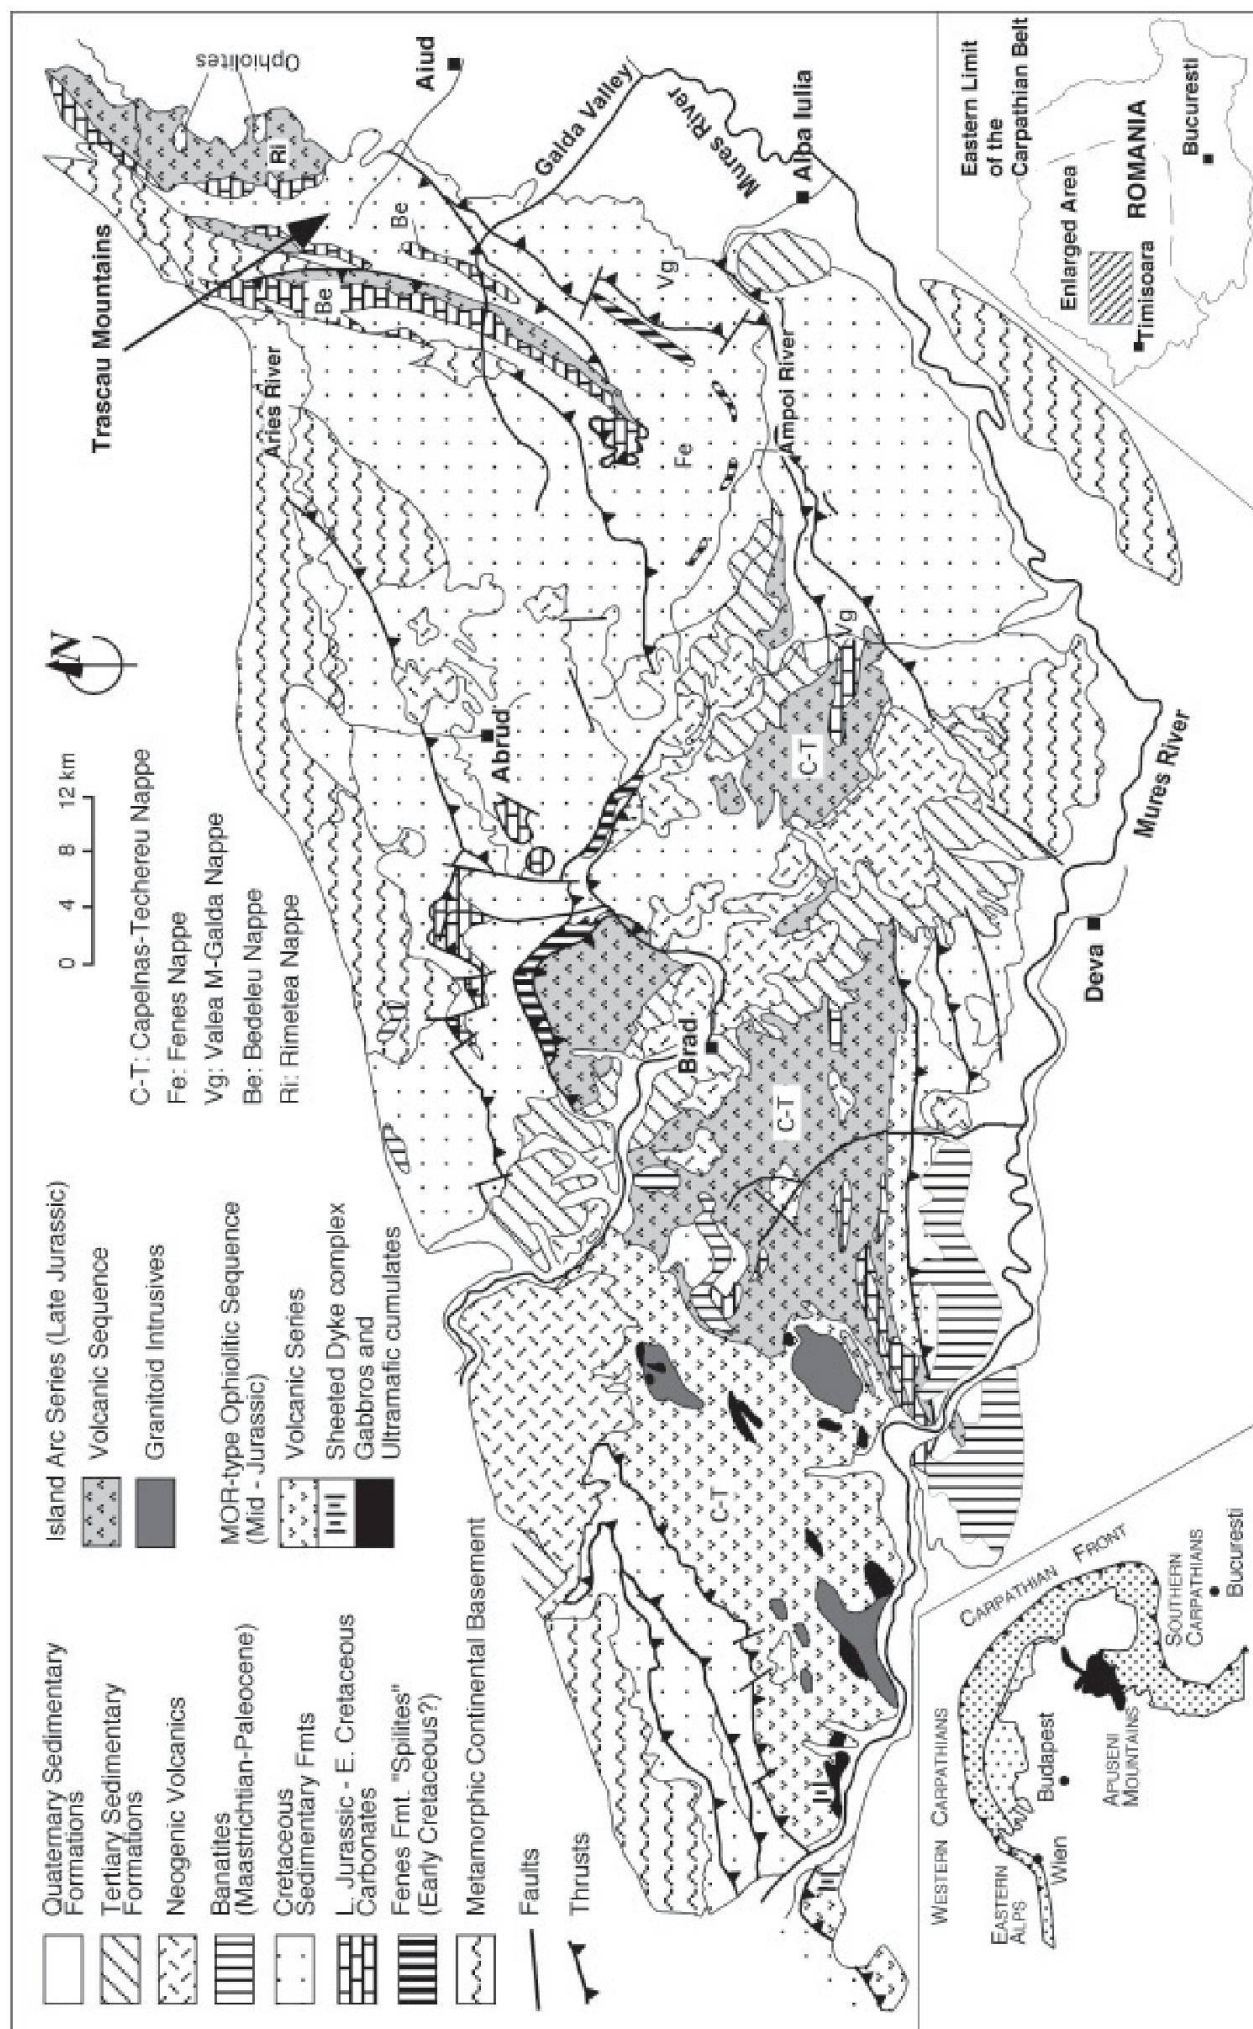 Quaternary Sedimentary
Formations
Tertiary Sedimentary
Formations
Neogenic Volcanics
Banatites
(Maastrichtian-Paleocene)
Cretaceous
Sedimentary Fmts
L. Jurassic - E. Cretaceous
Carbonates
Fenes Fmt. "Spilites"
(Early Cretaceous?)
Metamorphic Continental Basement
Faults
Thrusts
Island Arc Series (Late Jurassic)
Volcanic Sequence
Granitoid Intrusives
MOR-type Ophiolitic Sequence
(Mid - Jurassic)
Volcanic Series
Sheeted Dyke complex
Gabbros and
Ultramafic cumulates
0 4 8 12 km
C-T: Capelnas-Techereu Nappe
Fe: Fenes Nappe
Vg: Valea M-Galda Nappe
Be: Bedeleu Nappe
Ri: Rimetea Nappe
N
Trascau Mountains
Ophiolites
Ri
Aiud
Be
Be
Aries River
Galda Valley
Mures River
Alba Iulia
Vg
Fe
Ampoi River
Abrud
Vg
C-T
Brad
C-T
C-T
Deva
Mures River
Eastern Limit
of the
Carpathian Belt
Enlarged Area
ROMANIA
Timisoara
Bucuresti
WESTERN CARPATHIANS
CARPATHIAN FRONT
EASTERN
ALPS
Wien
Budapest
APUSENI
MOUNTAINS
SOUTHERN
CARPATHIANS
Bucuresti